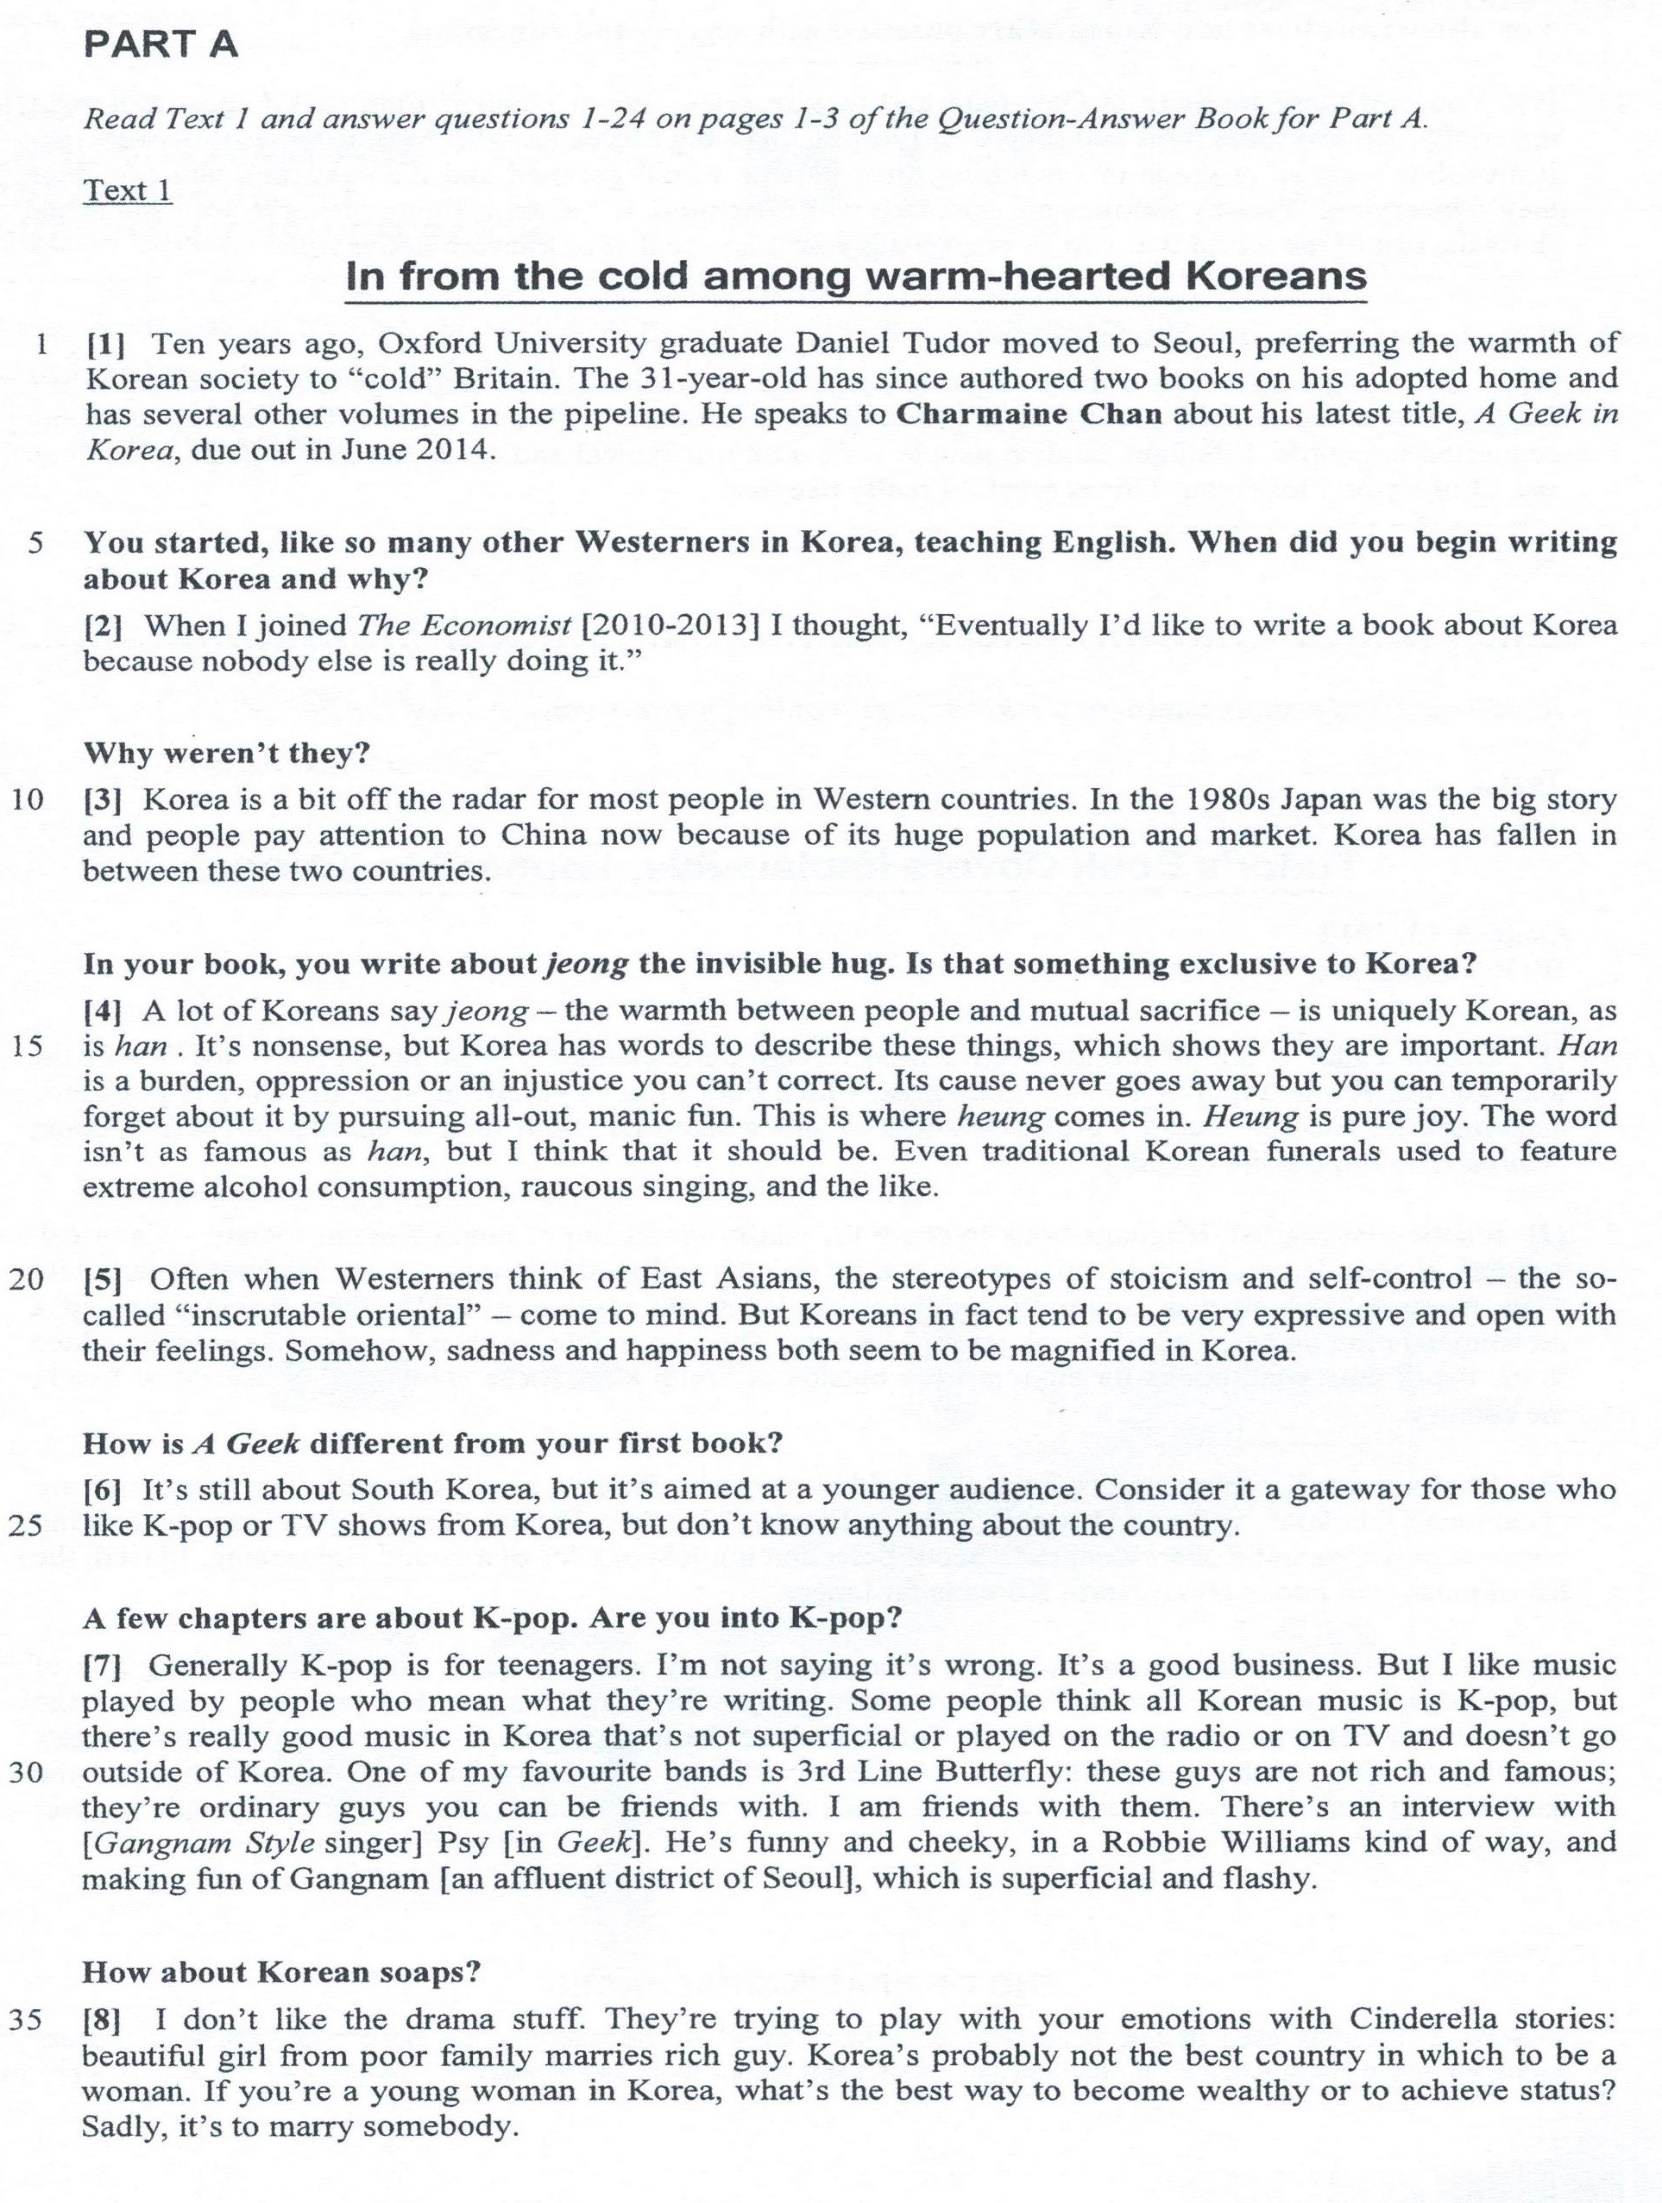 PART A
Read Text 1 and answer questions 1-24 on pages 1-3 of the Question-Answer Book for Part A.
Text 1
In from the cold among warm-hearted Koreans
1 [1] Ten years ago, Oxford University graduate Daniel Tudor moved to Seoul, preferring the warmth of
Korean society to “cold” Britain. The 31-year-old has since authored two books on his adopted home and
has several other volumes in the pipeline. He speaks to Charmaine Chan about his latest title, A Geek in
Korea, due out in June 2014.
5 You started, like so many other Westerners in Korea, teaching English. When did you begin writing
about Korea and why?
[2] When I joined The Economist [2010-2013] I thought, “Eventually I’d like to write a book about Korea
because nobody else is really doing it.”
Why weren’t they?
10 [3] Korea is a bit off the radar for most people in Western countries. In the 1980s Japan was the big story
and people pay attention to China now because of its huge population and market. Korea has fallen in
between these two countries.
In your book, you write about jeong the invisible hug. Is that something exclusive to Korea?
[4] A lot of Koreans say jeong – the warmth between people and mutual sacrifice – is uniquely Korean, as
15 is han . It’s nonsense, but Korea has words to describe these things, which shows they are important. Han
is a burden, oppression or an injustice you can’t correct. Its cause never goes away but you can temporarily
forget about it by pursuing all-out, manic fun. This is where heung comes in. Heung is pure joy. The word
isn’t as famous as han, but I think that it should be. Even traditional Korean funerals used to feature
extreme alcohol consumption, raucous singing, and the like.
20 [5] Often when Westerners think of East Asians, the stereotypes of stoicism and self-control – the so-
called “inscrutable oriental” – come to mind. But Koreans in fact tend to be very expressive and open with
their feelings. Somehow, sadness and happiness both seem to be magnified in Korea.
How is A Geek different from your first book?
[6] It’s still about South Korea, but it’s aimed at a younger audience. Consider it a gateway for those who
25 like K-pop or TV shows from Korea, but don’t know anything about the country.
A few chapters are about K-pop. Are you into K-pop?
[7] Generally K-pop is for teenagers. I’m not saying it’s wrong. It’s a good business. But I like music
played by people who mean what they’re writing. Some people think all Korean music is K-pop, but
there’s really good music in Korea that’s not superficial or played on the radio or on TV and doesn’t go
30 outside of Korea. One of my favourite bands is 3rd Line Butterfly: these guys are not rich and famous;
they’re ordinary guys you can be friends with. I am friends with them. There’s an interview with
[Gangnam Style singer] Psy [in Geek]. He’s funny and cheeky, in a Robbie Williams kind of way, and
making fun of Gangnam [an affluent district of Seoul], which is superficial and flashy.
How about Korean soaps?
35 [8] I don’t like the drama stuff. They’re trying to play with your emotions with Cinderella stories:
beautiful girl from poor family marries rich guy. Korea’s probably not the best country in which to be a
woman. If you’re a young woman in Korea, what’s the best way to become wealthy or to achieve status?
Sadly, it’s to marry somebody.